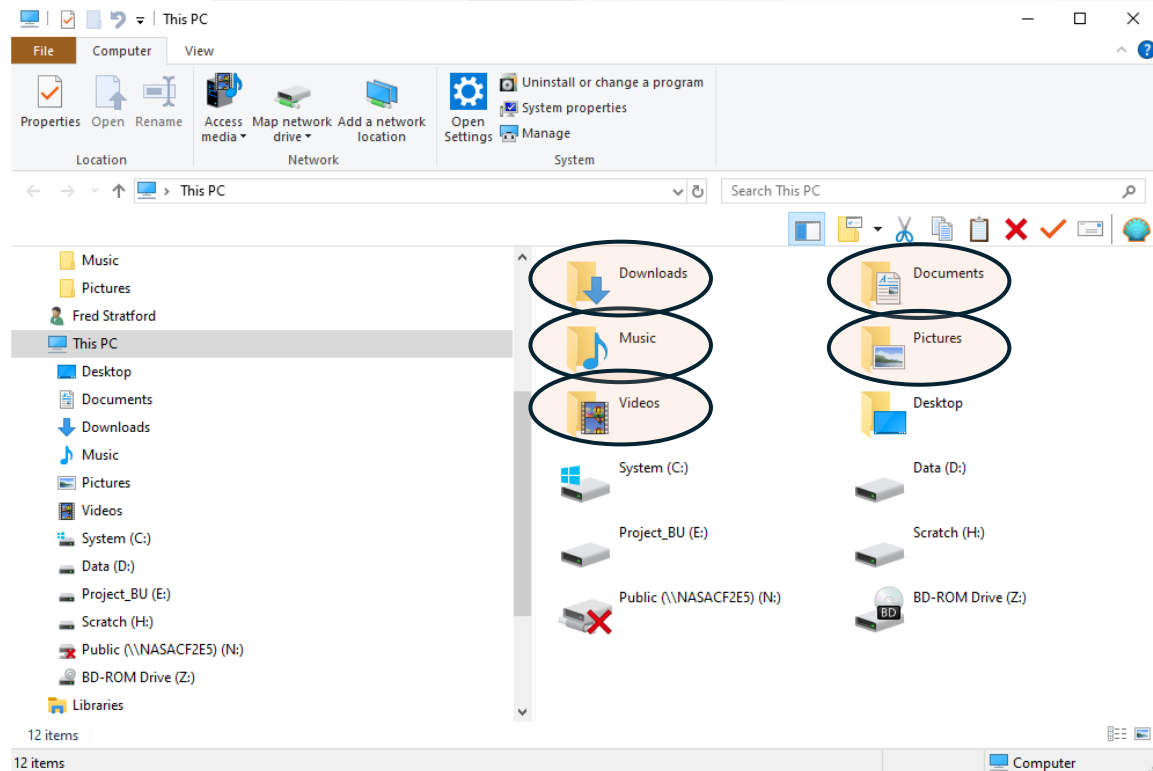 This PC
File Computer View
?
Properties Open Rename Access media Map network drive Add a network location Open Settings Uninstall or change a program
System properties
Manage
Location Network System
This PC Search This PC
Music
Pictures
Fred Stratford
This PC
Desktop
Documents
Downloads
Music
Pictures
Videos
System (C:)
Data (D:)
Project_BU (E:)
Scratch (H:)
Public (\\NASACF2E5) (N:)
BD-ROM Drive (Z:)
Libraries
Downloads Documents
Music Pictures
Videos Desktop
System (C:) Data (D:)
Project_BU (E:) Scratch (H:)
Public (\\NASACF2E5) (N:) BD-ROM Drive (Z:)
BD
12 items
12 items Computer